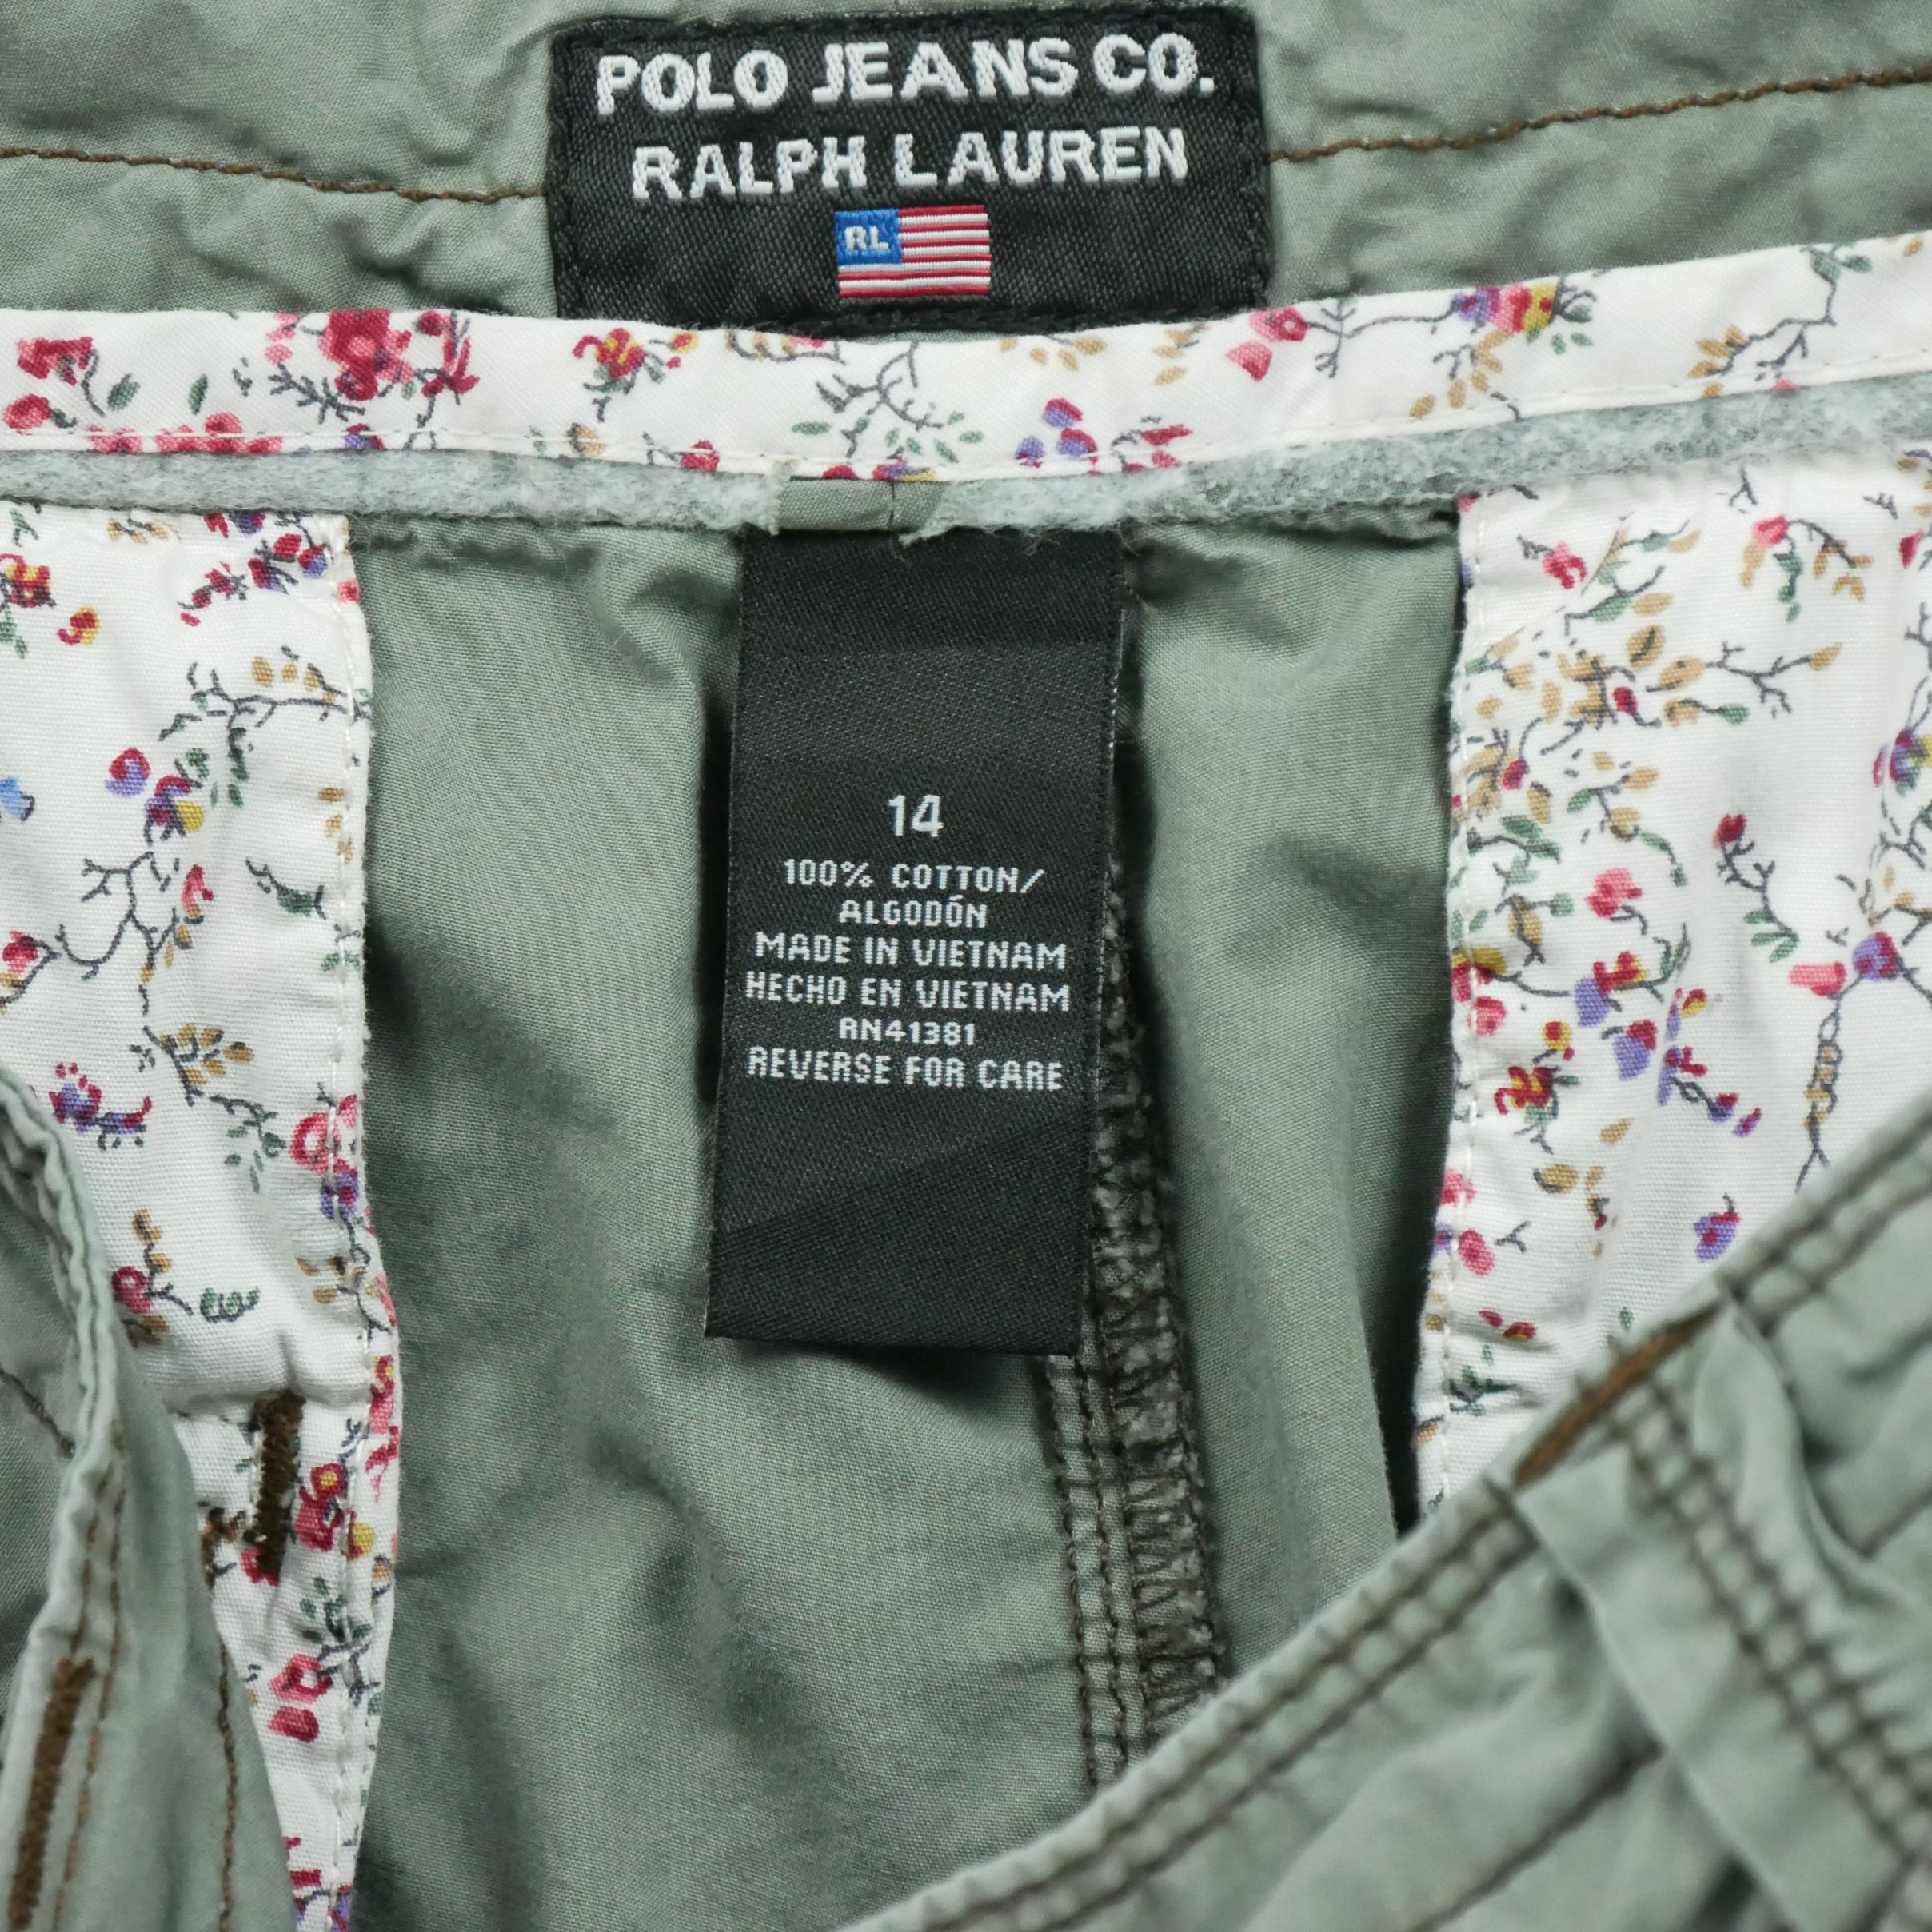 POLO JEANS CO.
RALPH LAUREN
RL
14
100% COTTON/
ALGODÓN
MADE IN VIETNAM
HECHO EN VIETNAM
RN41381
REVERSE FOR CARE